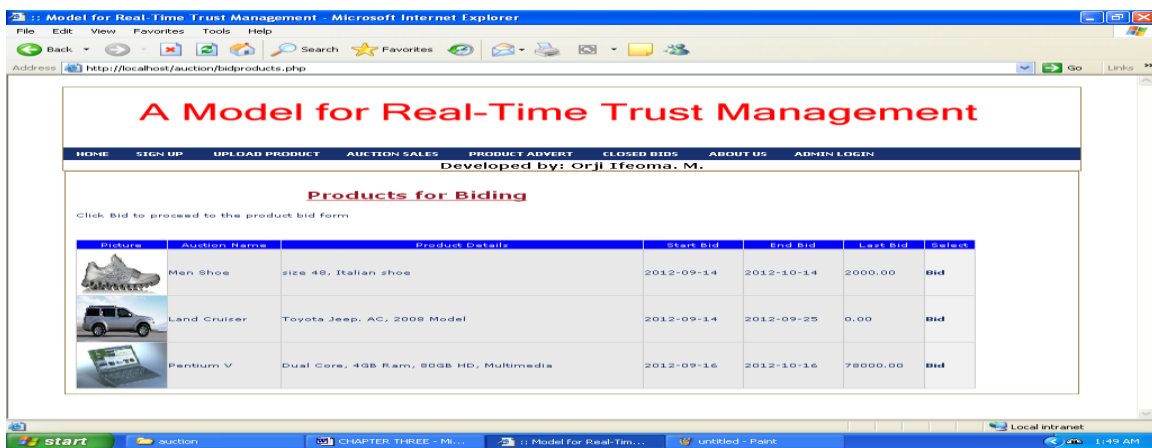 :: Model for Real-Time Trust Management - Microsoft Internet Explorer
File Edit View Favorites Tools Help
Back Search Favorites
Address http://localhost/auction/bidproducts.php Go Links »
A Model for Real-Time Trust Management
HOME SIGN UP UPLOAD PRODUCT AUCTION SALES PRODUCT ADVERT CLOSED BIDS ABOUT US ADMIN LOGIN
Developed by: Orji Ifeoma. M.
Products for Biding
Click Bid to proceed to the product bid form
Picture Auction Name Product Details Start Bid End Bid Last Bid Select
Men Shoe size 48, Italian shoe 2012-09-14 2012-10-14 2000.00 Bid
Land Cruiser Toyota Jeep. AC, 2008 Model 2012-09-14 2012-09-25 0.00 Bid
Pentium V Dual Core, 4GB Ram, 80GB HD, Multimedia 2012-09-16 2012-10-16 78000.00 Bid
Local intranet
start auction CHAPTER THREE - Mi... :: Model for Real-Tim... untitled - Paint 1:49 AM